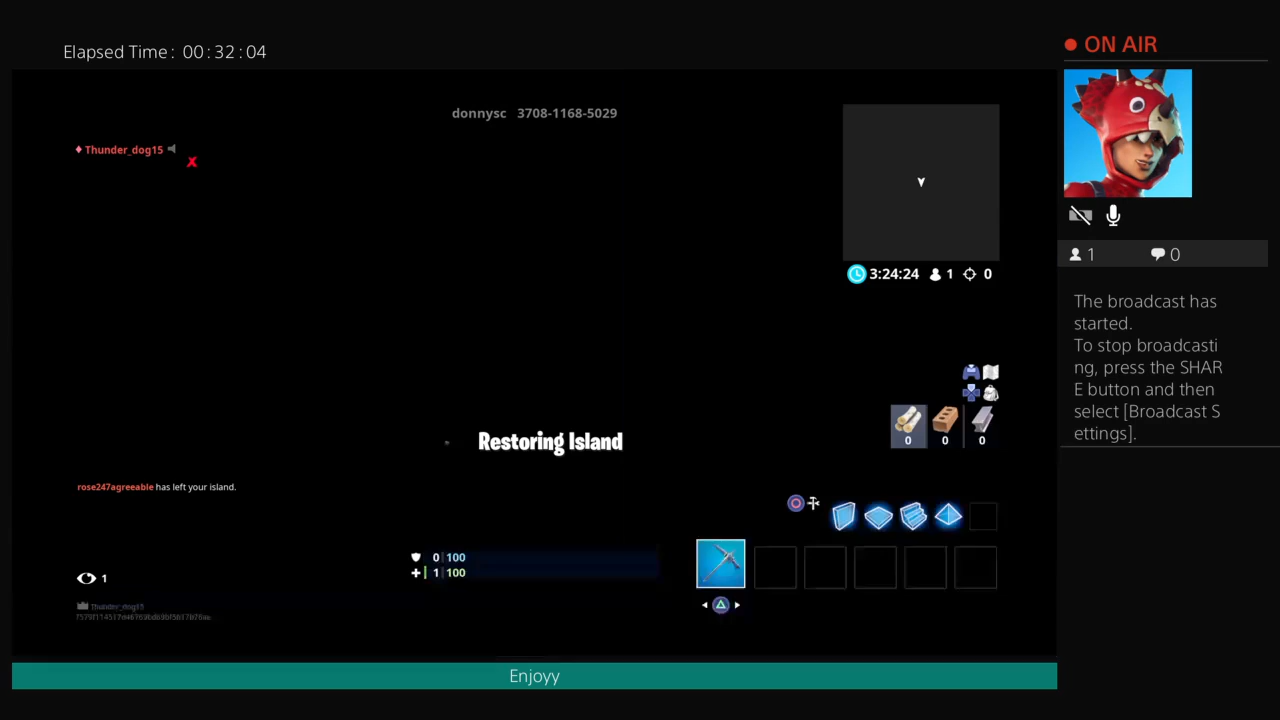 Elapsed Time: 00:32:04
ON AIR
donnysc 3708-1168-5029
Thunder_dog15
X
1
0
3:24:24 1 0
The broadcast has
started.
To stop broadcasti
ng, press the SHAR
E button and then
select [Broadcast S
ettings].
0 0 0
Restoring Island
rose247agreeable has left your island.
0 100
1 100
1
Thunder_dog15
Enjoyy